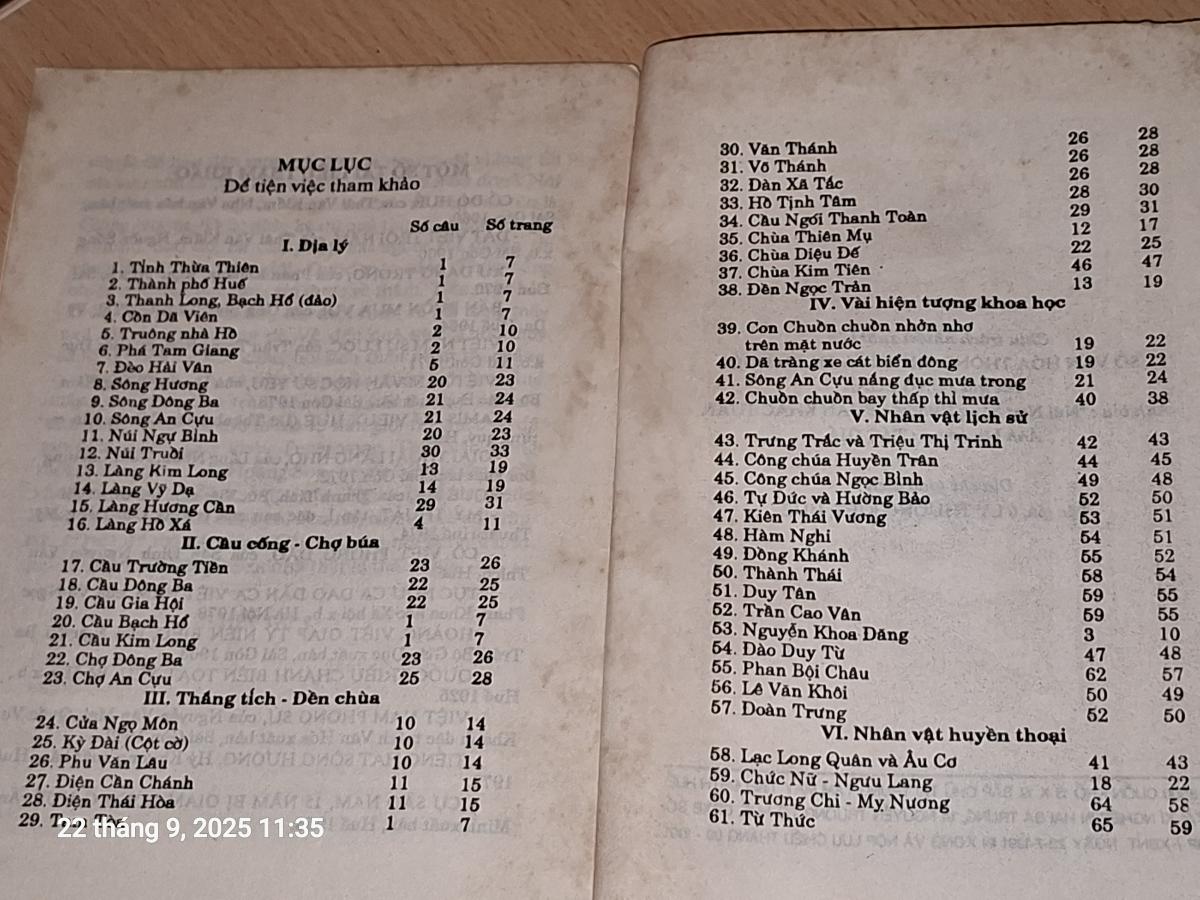 MỤC LỤC
Dể tiện việc tham khảo
Số câu Số trang
I. Dịa lý
1. Tỉnh Thừa Thiên 1 7
2. Thành phố Huế 1 7
3. Thanh Long, Bạch Hổ (đảo) 1 7
4. Cồn Dã Viên 1 7
5. Truông nhà Hồ 2 10
6. Phá Tam Giang 2 10
7. Dèo Hải Vân 5 11
8. Sông Hương 20 23
9. Sông Dông Ba 21 24
10. Sông An Cựu 21 24
11. Núi Ngự Bình 20 23
12. Núi Truồi 30 33
13. Làng Kim Long 13 19
14. Làng Vỹ Dạ 14 19
15. Làng Hương Cần 29 31
16. Làng Hồ Xá 4 11
II. Cầu cống - Chợ búa
17. Cầu Trường Tiền 23 26
18. Cầu Dông Ba 22 25
19. Cầu Gia Hội 22 25
20. Cầu Bạch Hổ 1 7
21. Cầu Kim Long 1 7
22. Chợ Dông Ba 23 26
23. Chợ An Cựu 25 28
III. Thắng tích - Dền chùa
24. Cửa Ngọ Môn 10 14
25. Kỳ Dài (Cột cờ) 10 14
26. Phu Văn Lâu 10 14
27. Diện Cần Chánh 11 15
28. Diện Thái Hòa 11 15
29. 1 7
30. Văn Thánh 26 28
31. Võ Thánh 26 28
32. Dàn Xã Tắc 26 28
33. Hồ Tịnh Tâm 28 30
34. Cầu Ngói Thanh Toàn 29 31
35. Chùa Thiên Mụ 12 17
36. Chùa Diệu Dế 22 25
37. Chùa Kim Tiên 46 47
38. Dền Ngọc Trản 13 19
IV. Vài hiện tượng khoa học
39. Con Chuồn chuồn nhởn nhơ
trên mặt nước 19 22
40. Dã tràng xe cát biển đông 19 22
41. Sông An Cựu nắng đục mưa trong 21 24
42. Chuồn chuồn bay thấp thì mưa 40 38
V. Nhân vật lịch sử
43. Trưng Trắc và Triệu Thị Trinh 42 43
44. Công chúa Huyền Trân 44 45
45. Công chúa Ngọc Bình 49 48
46. Tự Dức và Hường Bảo 52 50
47. Kiên Thái Vương 53 51
48. Hàm Nghi 54 51
49. Đồng Khánh 55 52
50. Thành Thái 58 54
51. Duy Tân 59 55
52. Trần Cao Vân 59 55
53. Nguyễn Khoa Dăng 3 10
54. Dào Duy Từ 47 48
55. Phan Bội Châu 62 57
56. Lê Văn Khôi 50 49
57. Doàn Trưng 52 50
VI. Nhân vật huyền thoại
58. Lạc Long Quân và Âu Cơ 41 43
59. Chức Nữ - Ngưu Lang 18 22
60. Trương Chi - Mỵ Nương 64 58
61. Từ Thức 65 59
22 tháng 9, 2025 11:35